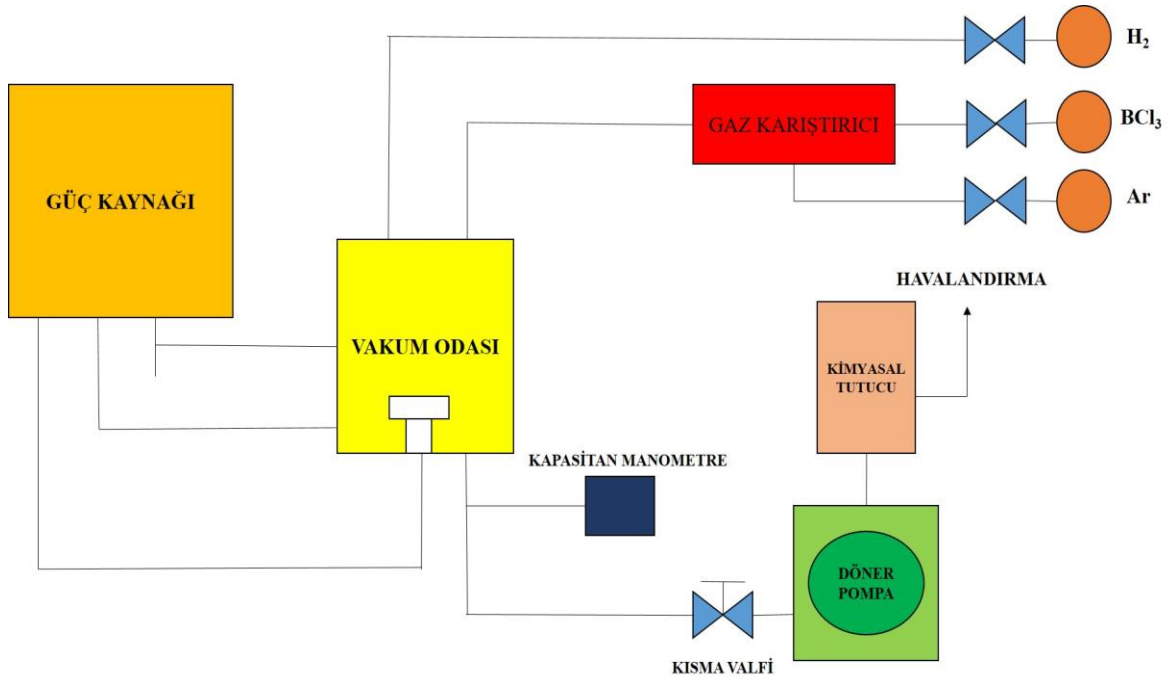 H₂
BCl₃
GAZ KARIŞTIRICI
Ar
GÜÇ KAYNAĞI
HAVALANDIRMA
VAKUM ODASI
KİMYASAL
TUTUCU
KAPASİTAN MANOMETRE
DÖNER
POMPA
KISMA VALFİ